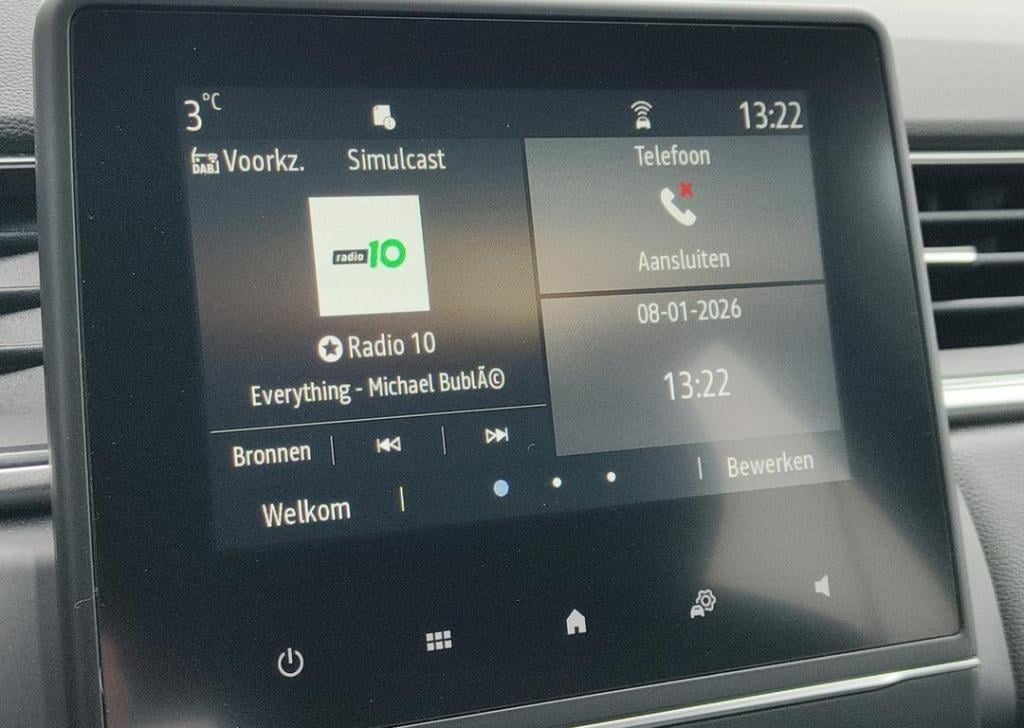 3°C
13:22
DAB Voorkz.
Simulcast
Telefoon
radio 10
Aansluiten
Radio 10
08-01-2026
Everything - Michael BublÃ©
13:22
Bronnen
Welkom
Bewerken